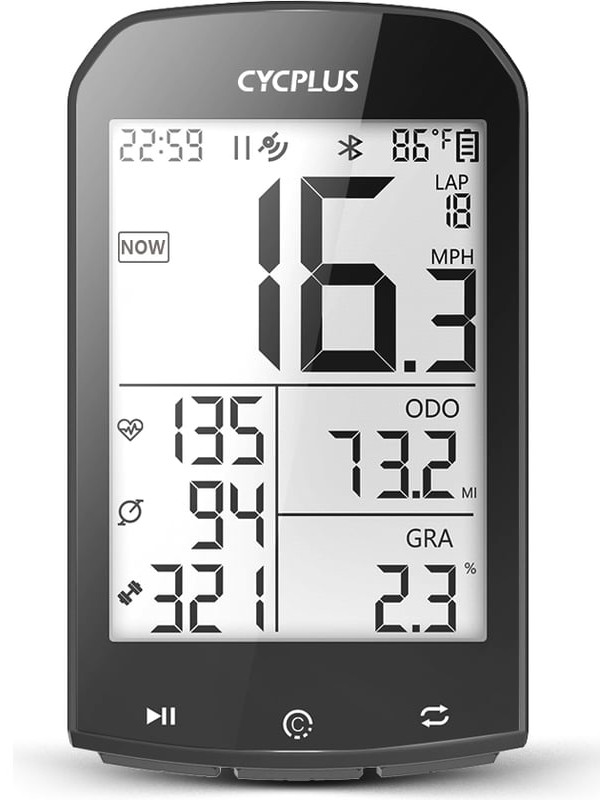 CYCPLUS
22:59 86°F
LAP
18
NOW
MPH
16.3
135
ODO
73.2 MI
94
GRA
321
2.3 %
C